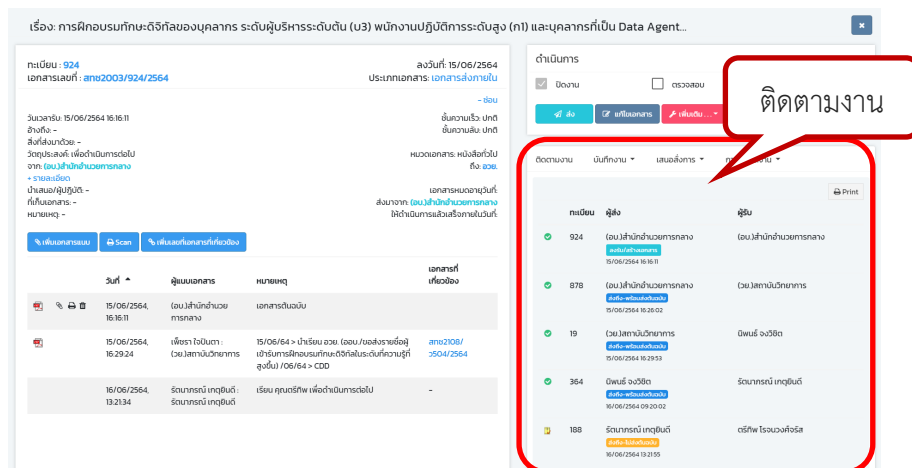 เรื่อง: การฝึกอบรมทักษะดิจิทัลของบุคลากร ระดับผู้บริหารระดับต้น (บ3) พนักงานปฏิบัติการระดับสูง (ก1) และบุคลากรที่เป็น Data Agent...
ทะเบียน : 924
ลงวันที่: 15/06/2564
เอกสารเลขที่ : สทช2003/924/2564
ประเภทเอกสาร: เอกสารส่งภายใน
- ซ่อน
วันเวลารับ: 15/06/2564 16:16:11
ชั้นความเร็ว: ปกติ
อ้างถึง: -
ชั้นความลับ: ปกติ
สิ่งที่ส่งมาด้วย: -
วัตถุประสงค์: เพื่อดำเนินการต่อไป
หมวดเอกสาร: หนังสือทั่วไป
จาก: (อบ.)สำนักอำนวยการกลาง
ถึง: อวย.
+ รายละเอียด
นำเสนอ/ผู้ปฏิบัติ: -
เอกสารหมดอายุวันที่:
ที่เก็บเอกสาร: -
ส่งมาจาก: (อบ.)สำนักอำนวยการกลาง
หมายเหตุ: -
ให้ดำเนินการแล้วเสร็จภายในวันที่:
เพิ่มเอกสารแนบ
Scan
เพิ่มเลขที่เอกสารที่เกี่ยวข้อง
วันที่
ผู้แนบเอกสาร
หมายเหตุ
เอกสารที่
เกี่ยวข้อง
15/06/2564,
16:16:11
(อบ.)สำนักอำนวย
การกลาง
เอกสารต้นฉบับ
-
15/06/2564,
16:29:24
เพ็ชรา ใจปินตา :
(วย.)สถาบันวิทยาการ
15/06/64 > นำเรียน อวย. (ออบ./ขอส่งรายชื่อผู้
เข้ารับการฝึกอบรมทักษะดิจิทัลในระดับที่ความรู้ที่
สูงขึ้น) /06/64 > CDD
สทช2108/
ว504/2564
16/06/2564,
13:21:34
รัตนาภรณ์ เกตุยินดี :
รัตนาภรณ์ เกตุยินดี
เรียน คุณตรีทิพ เพื่อดำเนินการต่อไป
-
ดำเนินการ
ปิดงาน
ตรวจสอบ
ส่ง
แก้ไขเอกสาร
เพิ่มเติม...
ติดตามงาน
ติดตามงาน
บันทึกงาน
เสนอสั่งการ
Print
ทะเบียน
ผู้ส่ง
ผู้รับ
924
(อบ.)สำนักอำนวยการกลาง
(อบ.)สำนักอำนวยการกลาง
ลงรับ/สร้างเอกสาร
15/06/2564 16:16:11
878
(อบ.)สำนักอำนวยการกลาง
(วย.)สถาบันวิทยาการ
ส่งถึง-พร้อมส่งต้นฉบับ
15/06/2564 16:26:02
19
(วย.)สถาบันวิทยาการ
นิพนธ์ จงวิชิต
ส่งถึง-พร้อมส่งต้นฉบับ
15/06/2564 16:29:53
364
นิพนธ์ จงวิชิต
รัตนาภรณ์ เกตุยินดี
ส่งถึง-พร้อมส่งต้นฉบับ
16/06/2564 09:20:02
188
รัตนาภรณ์ เกตุยินดี
ตรีทิพ โรจนวงศ์จรัส
ส่งถึง-ไม่ส่งต้นฉบับ
16/06/2564 13:21:55